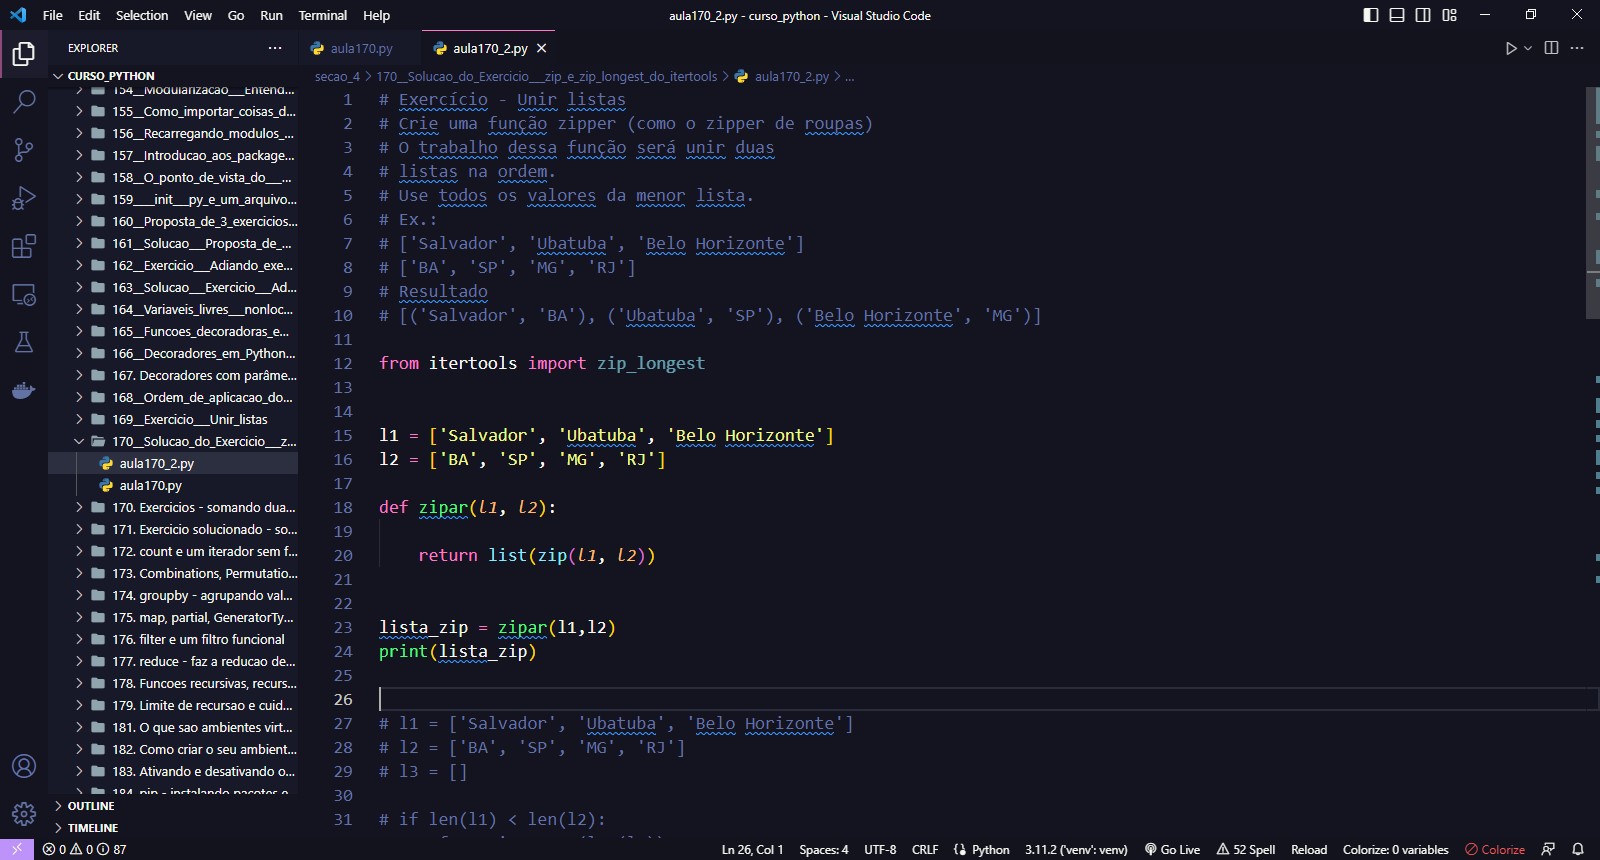 File Edit Selection View Go Run Terminal Help
aula170_2.py - curso_python - Visual Studio Code
EXPLORER
CURSO_PYTHON
154__Modularizacao___Entend...
155__Como_importar_coisas_d...
156__Recarregando_modulos_...
157__Introducao_aos_package...
158__O_ponto_de_vista_do___...
159___init__py_e_um_arquivo...
160__Proposta_de_3_exercicios...
161__Solucao___Proposta_de_...
162__Exercicio___Adiando_exe...
163__Solucao___Exercicio___Ad...
164__Variaveis_livres___nonloc...
165__Funcoes_decoradoras_e...
166__Decoradores_em_Python...
167. Decoradores com parâme...
168__Ordem_de_aplicacao_do...
169__Exercicio___Unir_listas
170__Solucao_do_Exercicio___z...
aula170_2.py
aula170.py
170. Exercicios - somando dua...
171. Exercicio solucionado - so...
172. count e um iterador sem f...
173. Combinations, Permutatio...
174. groupby - agrupando val...
175. map, partial, GeneratorTy...
176. filter e um filtro funcional
177. reduce - faz a reducao de...
178. Funcoes recursivas, recurs...
179. Limite de recursao e cuid...
181. O que sao ambientes virt...
182. Como criar o seu ambient...
183. Ativando e desativando o...
184. pip - instalando pacotes e
OUTLINE
TIMELINE
aula170.py aula170_2.py
secao_4 > 170__Solucao_do_Exercicio___zip_e_zip_longest_do_itertools > aula170_2.py > ...
1 # Exercício - Unir listas
2 # Crie uma função zipper (como o zipper de roupas)
3 # O trabalho dessa função será unir duas
4 # listas na ordem.
5 # Use todos os valores da menor lista.
6 # Ex.:
7 # ['Salvador', 'Ubatuba', 'Belo Horizonte']
8 # ['BA', 'SP', 'MG', 'RJ']
9 # Resultado
10 # [('Salvador', 'BA'), ('Ubatuba', 'SP'), ('Belo Horizonte', 'MG')]
11
12 from itertools import zip_longest
13
14
15 l1 = ['Salvador', 'Ubatuba', 'Belo Horizonte']
16 l2 = ['BA', 'SP', 'MG', 'RJ']
17
18 def zipar(l1, l2):
19
20     return list(zip(l1, l2))
21
22
23 lista_zip = zipar(l1,l2)
24 print(lista_zip)
25
26
27 # l1 = ['Salvador', 'Ubatuba', 'Belo Horizonte']
28 # l2 = ['BA', 'SP', 'MG', 'RJ']
29 # l3 = []
30
31 # if len(l1) < len(l2):
0 0 87
Ln 26, Col 1 Spaces: 4 UTF-8 CRLF Python 3.11.2 ('venv': venv) Go Live 52 Spell Reload Colorize: 0 variables Colorize